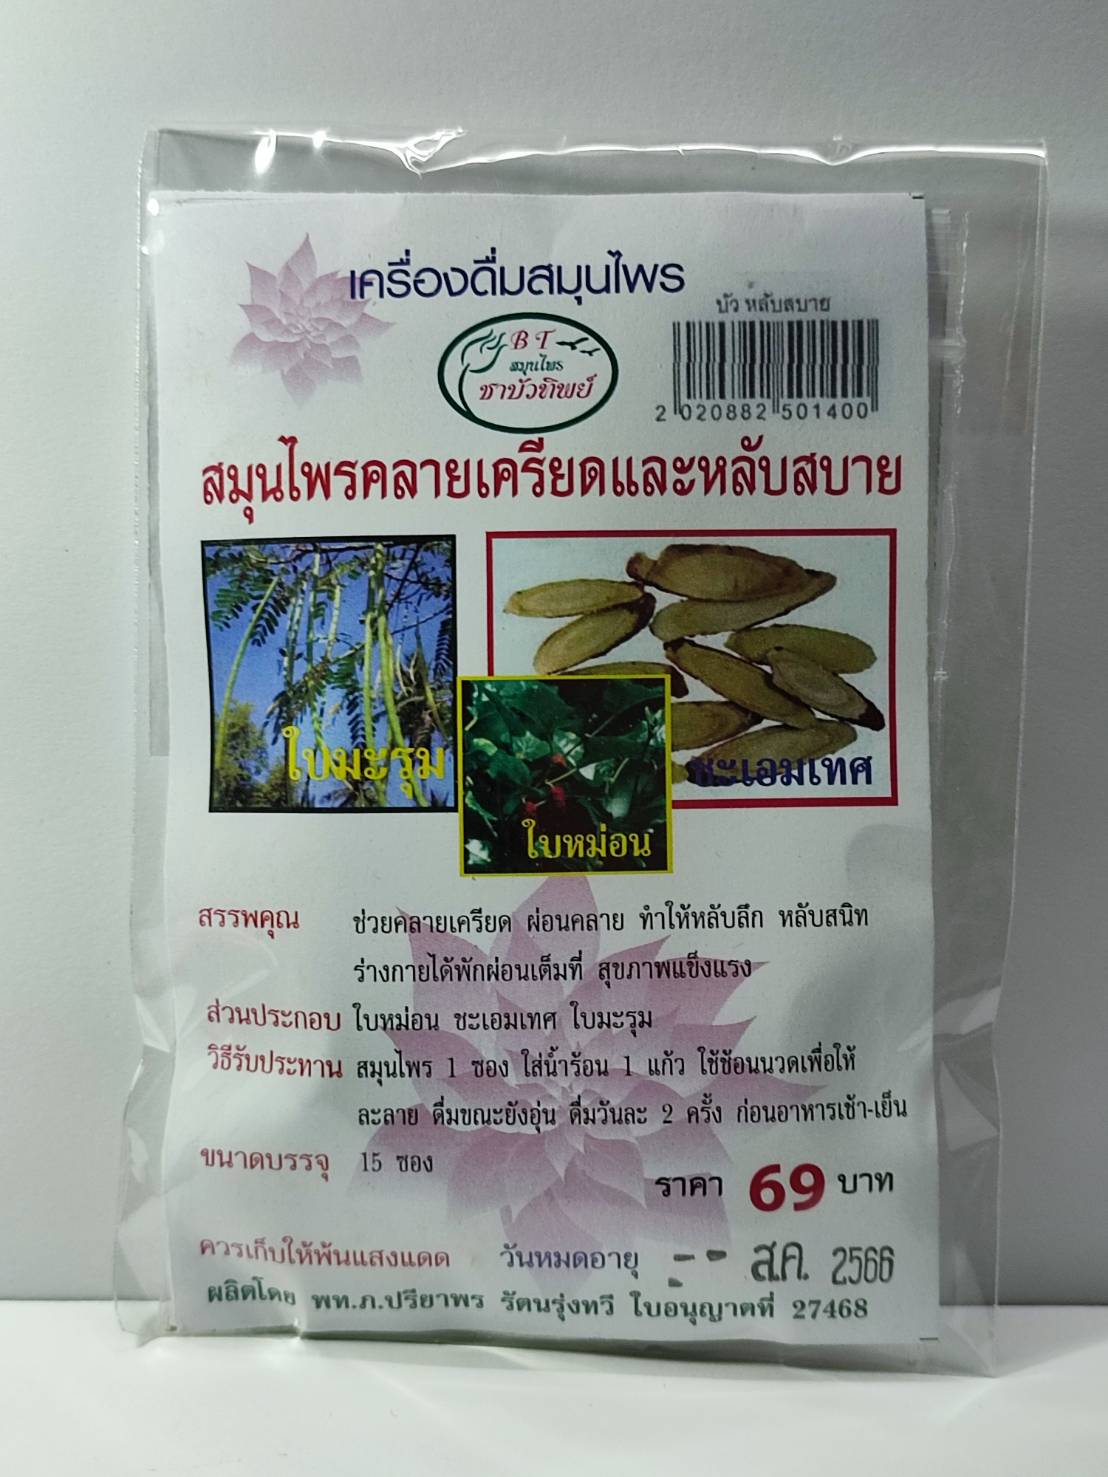 เครื่องดื่มสมุนไพร
บัว หลับสบาย
B T
สมุนไพร
ชาบัวทิพย์
2 020882 501400
สมุนไพรคลายเครียดและหลับสบาย
ใบมะรุม
ชะเอมเทศ
ใบหม่อน
สรรพคุณ ช่วยคลายเครียด ผ่อนคลาย ทำให้หลับลึก หลับสนิท
ร่างกายได้พักผ่อนเต็มที่ สุขภาพแข็งแรง
ส่วนประกอบ ใบหม่อน ชะเอมเทศ ใบมะรุม
วิธีรับประทาน สมุนไพร 1 ซอง ใส่น้ำร้อน 1 แก้ว ใช้ช้อนนวดเพื่อให้
ละลาย ดื่มขณะยังอุ่น ดื่มวันละ 2 ครั้ง ก่อนอาหารเช้า-เย็น
ขนาดบรรจุ 15 ซอง
ราคา 69 บาท
ควรเก็บให้พ้นแสงแดด วันหมดอายุ -- ส.ค. 2566
ผลิตโดย พท.ภ.ปรียาพร รัตนรุ่งทวี ใบอนุญาตที่ 27468